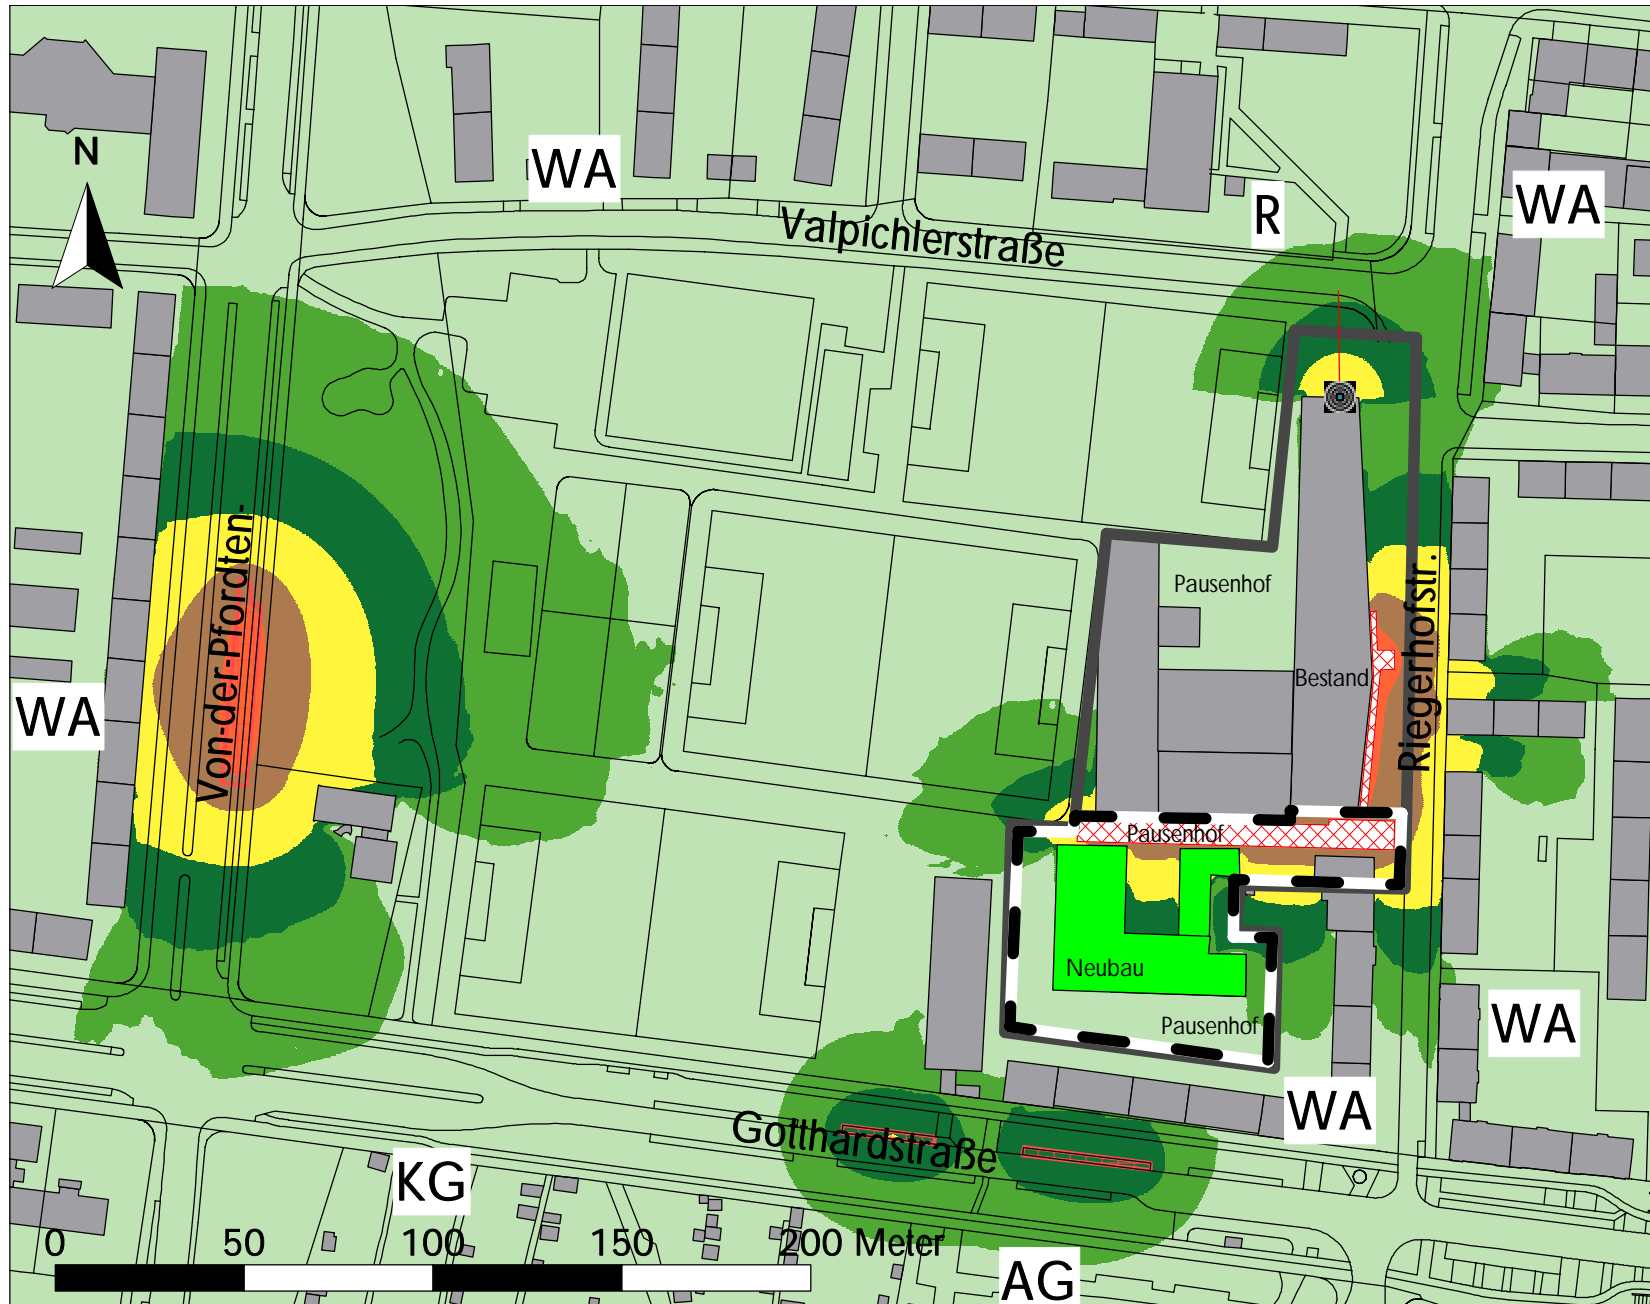 N
WA
R
WA
Valpichlerstraße
Pausenhof
Bestand
Von-der-Pfordten-
Riegerhofstr.
WA
Pausenhof
Neubau
Pausenhof
WA
WA
Gotthardstraße
KG
0 50 100 150 200 Meter
AG